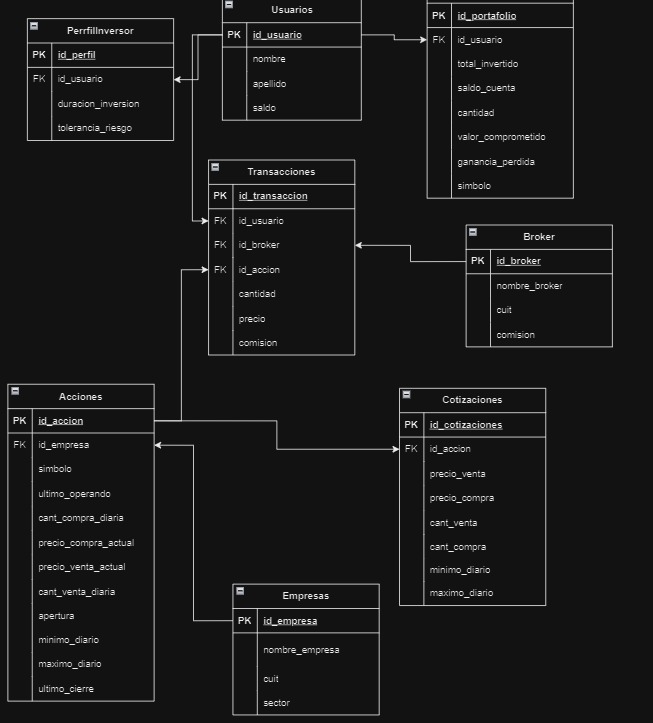 PerrfilInversor
PK id_perfil
FK id_usuario
duracion_inversion
tolerancia_riesgo
Usuarios
PK id_usuario
nombre
apellido
saldo
PK id_portafolio
FK id_usuario
total_invertido
saldo_cuenta
cantidad
valor_comprometido
ganancia_perdida
simbolo
Transacciones
PK id_transaccion
FK id_usuario
FK id_broker
FK id_accion
cantidad
precio
comision
Broker
PK id_broker
nombre_broker
cuit
comision
Acciones
PK id_accion
FK id_empresa
simbolo
ultimo_operando
cant_compra_diaria
precio_compra_actual
precio_venta_actual
cant_venta_diaria
apertura
minimo_diario
maximo_diario
ultimo_cierre
Cotizaciones
PK id_cotizaciones
FK id_accion
precio_venta
precio_compra
cant_venta
cant_compra
minimo_diario
maximo_diario
Empresas
PK id_empresa
nombre_empresa
cuit
sector